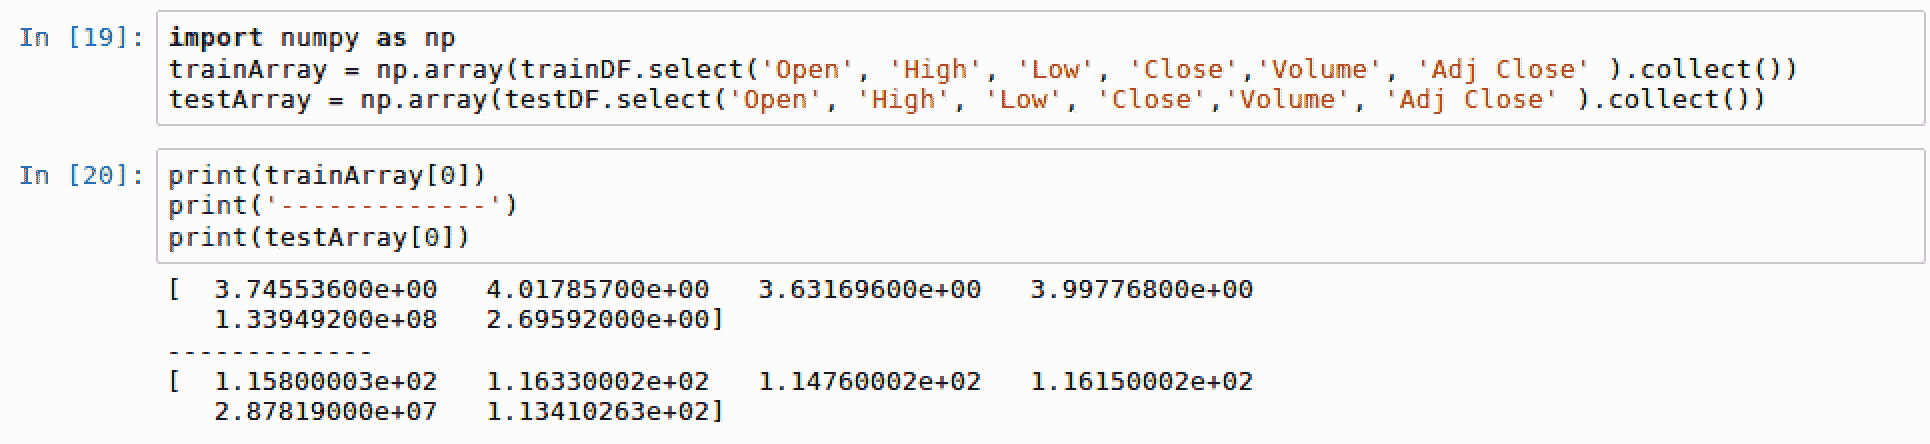 In [19]: import numpy as np
trainArray = np.array(trainDF.select('Open', 'High', 'Low', 'Close','Volume', 'Adj Close' ).collect())
testArray = np.array(testDF.select('Open', 'High', 'Low', 'Close','Volume', 'Adj Close' ).collect())
In [20]: print(trainArray[0])
print('-------------')
print(testArray[0])
[  3.74553600e+00   4.01785700e+00   3.63169600e+00   3.99776800e+00
   1.33949200e+08   2.69592000e+00]
-------------
[  1.15800003e+02   1.16330002e+02   1.14760002e+02   1.16150002e+02
   2.87819000e+07   1.13410263e+02]